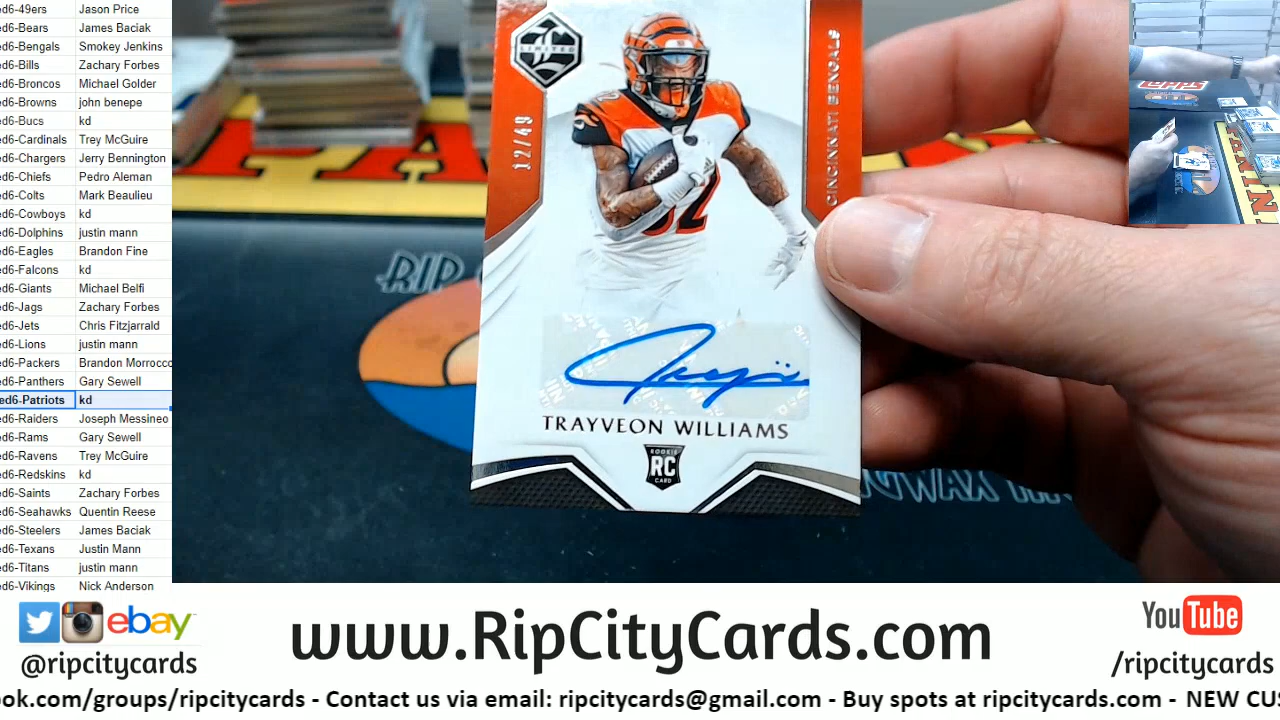 ed6-49ers Jason Price
ed6-Bears James Baciak
ed6-Bengals Smokey Jenkins
ed6-Bills Zachary Forbes
ed6-Broncos Michael Golder
ed6-Browns john benepe
ed6-Bucs kd
ed6-Cardinals Trey McGuire
ed6-Chargers Jerry Bennington
ed6-Chiefs Pedro Aleman
ed6-Colts Mark Beaulieu
ed6-Cowboys kd
ed6-Dolphins justin mann
ed6-Eagles Brandon Fine
ed6-Falcons kd
ed6-Giants Michael Belfi
ed6-Jags Zachary Forbes
ed6-Jets Chris Fitzjarrald
ed6-Lions justin mann
ed6-Packers Brandon Morrocco
ed6-Panthers Gary Sewell
ed6-Patriots kd
ed6-Raiders Joseph Messineo
ed6-Rams Gary Sewell
ed6-Ravens Trey McGuire
ed6-Redskins kd
ed6-Saints Zachary Forbes
ed6-Seahawks Quentin Reese
ed6-Steelers James Baciak
ed6-Texans Justin Mann
ed6-Titans justin mann
ed6-Vikings Nick Anderson
LIMITED
12/49
CINCINNATI BENGALS
32
TRAYVEON WILLIAMS
ROOKIE
RC
CARD
RIP
ebay
@ripcitycards
www.RipCityCards.com
YouTube
/ripcitycards
ook.com/groups/ripcitycards - Contact us via email: ripcitycards@gmail.com - Buy spots at ripcitycards.com - NEW CUS